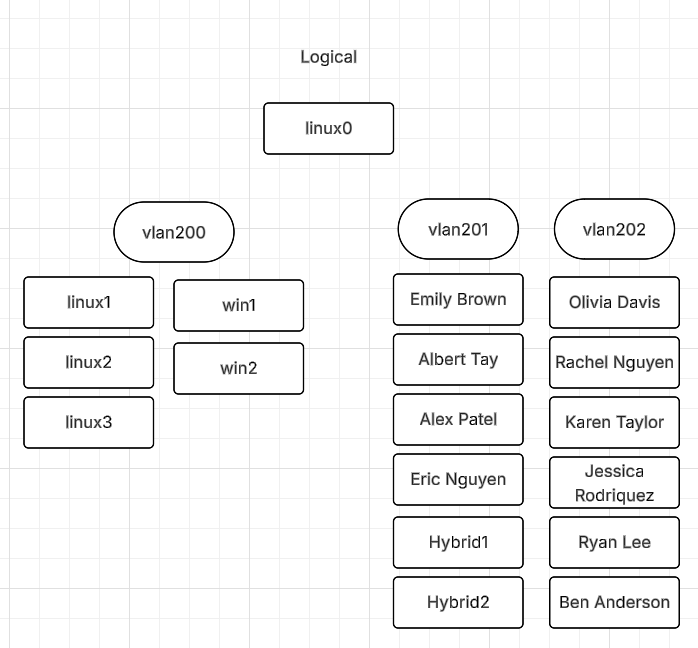 Logical
linux0
vlan200
linux1
win1
linux2
win2
linux3
vlan201
Emily Brown
Albert Tay
Alex Patel
Eric Nguyen
Hybrid1
Hybrid2
vlan202
Olivia Davis
Rachel Nguyen
Karen Taylor
Jessica
Rodriquez
Ryan Lee
Ben Anderson